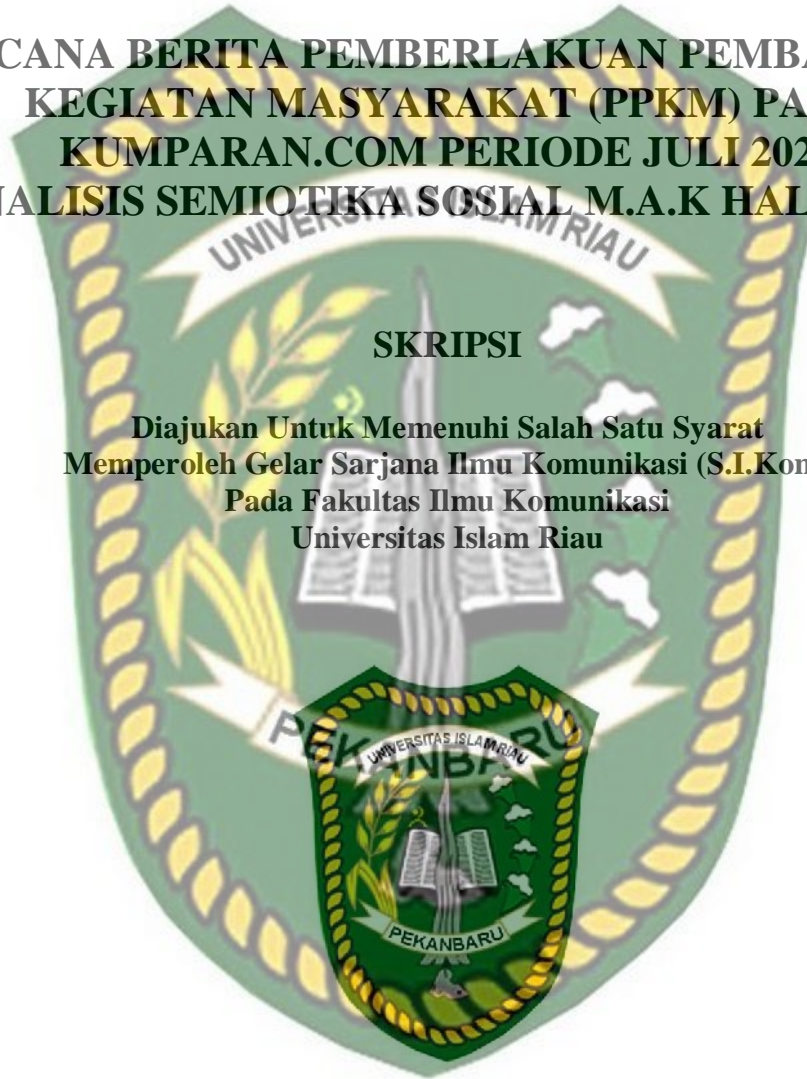 CANA BERITA PEMBERLAKUAN PEMBA
KEGIATAN MASYARAKAT (PPKM) PA
KUMPARAN.COM PERIODE JULI 202
NALISIS SEMIOTIKA SOSIAL M.A.K HAL
UNIVERSITAS ISLAM RIAU
SKRIPSI
Diajukan Untuk Memenuhi Salah Satu Syarat
Memperoleh Gelar Sarjana Ilmu Komunikasi (S.I.Kom
Pada Fakultas Ilmu Komunikasi
Universitas Islam Riau
PEKANBARU
UNIVERSITAS ISLAM RIAU
PEKANBARU